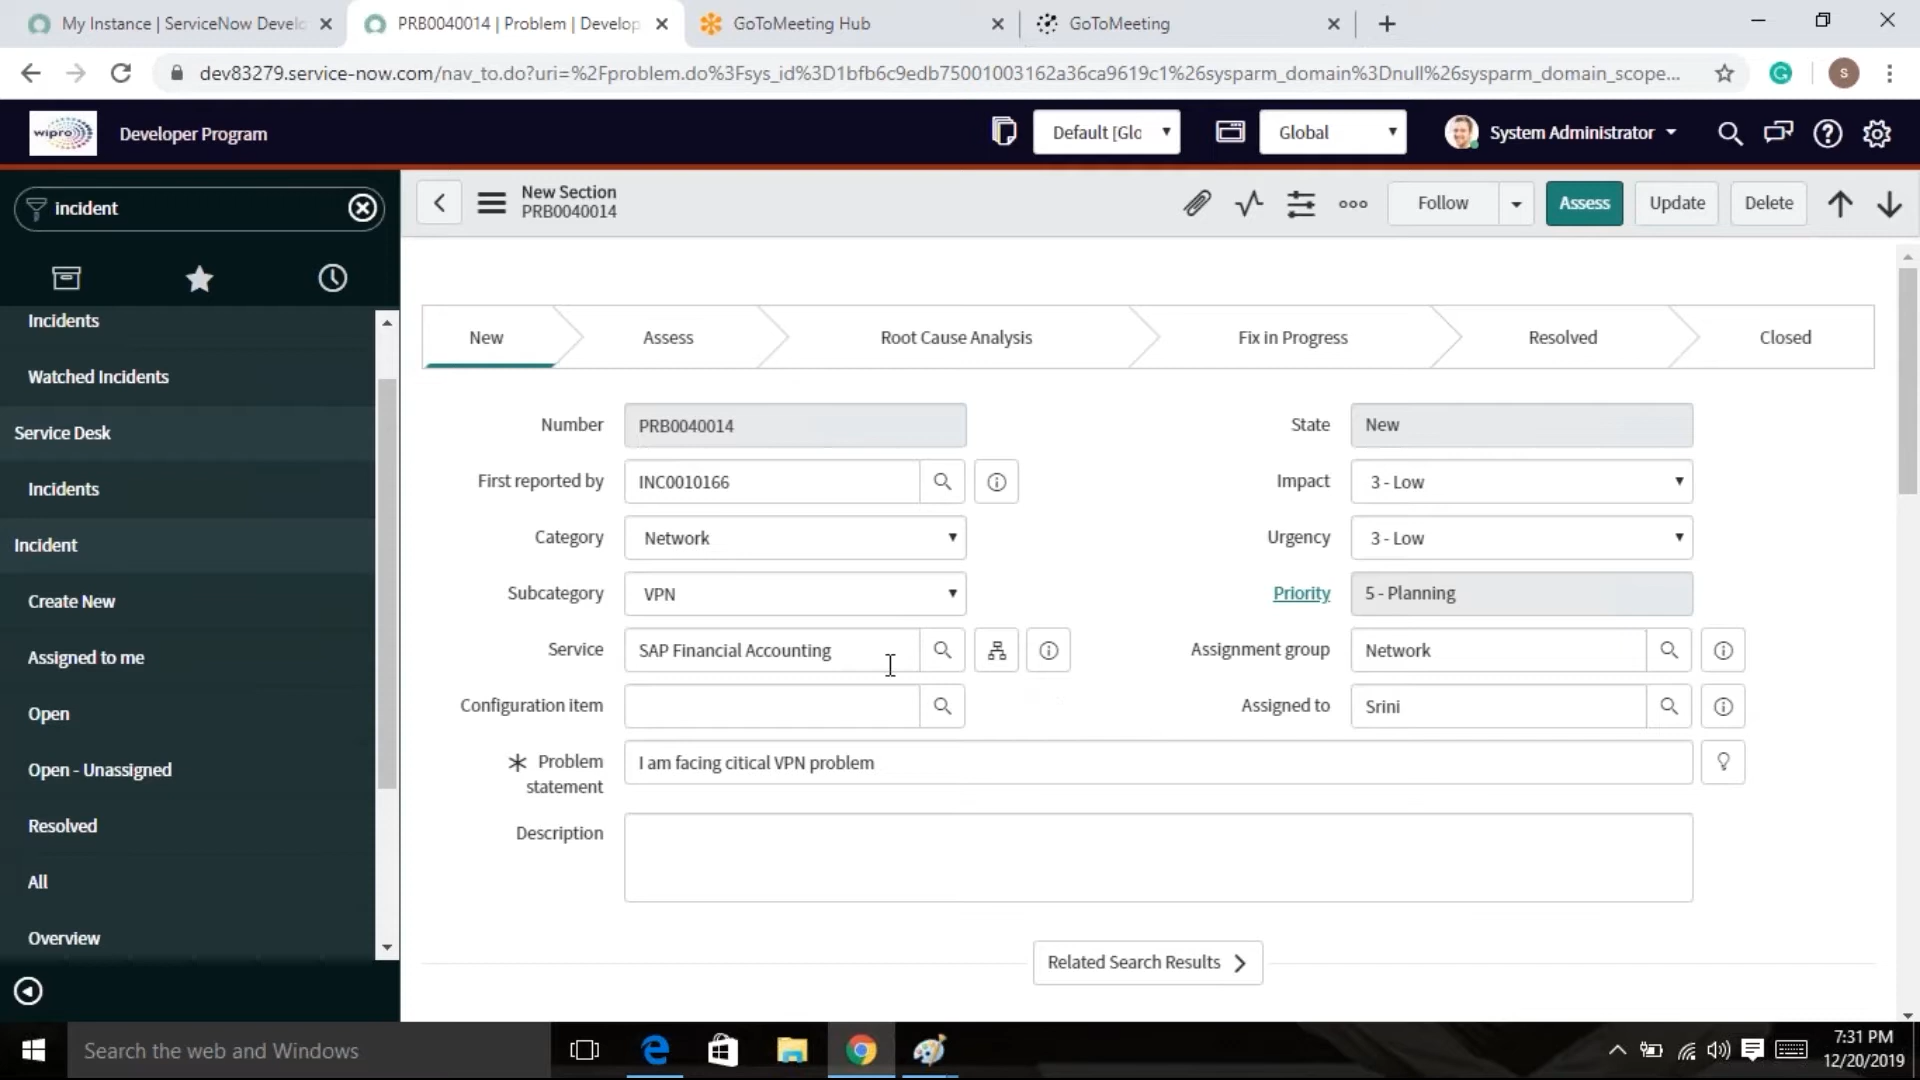 My Instance | ServiceNow Develo
PRB0040014 | Problem | Develop
GoToMeeting Hub
GoToMeeting
dev83279.service-now.com/nav_to.do?uri=%2Fproblem.do%3Fsys_id%3D1bfb6c9edb75001003162a36ca9619c1%26sysparm_domain%3Dnull%26sysparm_domain_scope...
S
wipro
Developer Program
Default [Glo
Global
System Administrator
incident
New Section
PRB0040014
Follow
Assess
Update
Delete
Incidents
Watched Incidents
Service Desk
Incidents
Incident
Create New
Assigned to me
Open
Open - Unassigned
Resolved
All
Overview
New
Assess
Root Cause Analysis
Fix in Progress
Resolved
Closed
Number
PRB0040014
State
New
First reported by
INC0010166
Impact
3 - Low
Category
Network
Urgency
3 - Low
Subcategory
VPN
Priority
5 - Planning
Service
SAP Financial Accounting
Assignment group
Network
Configuration item
Assigned to
Srini
Problem
statement
I am facing citical VPN problem
Description
Related Search Results
Search the web and Windows
7:31 PM
12/20/2019